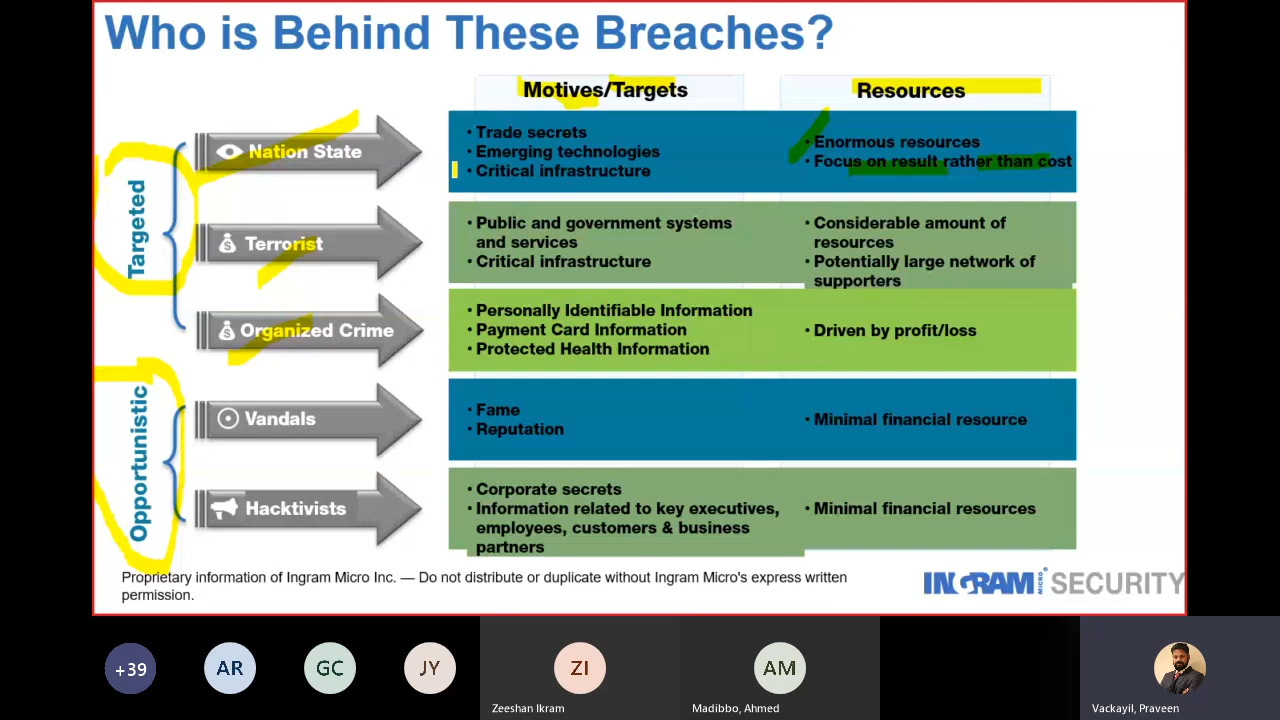 Who is Behind These Breaches?
Motives/Targets
Resources
Targeted
Nation State
• Trade secrets
• Emerging technologies
• Critical infrastructure
• Enormous resources
• Focus on result rather than cost
Terrorist
• Public and government systems
and services
• Critical infrastructure
• Considerable amount of
resources
• Potentially large network of
supporters
Organized Crime
• Personally Identifiable Information
• Payment Card Information
• Protected Health Information
• Driven by profit/loss
Opportunistic
Vandals
• Fame
• Reputation
• Minimal financial resource
Hacktivists
• Corporate secrets
• Information related to key executives,
employees, customers & business
partners
• Minimal financial resources
Proprietary information of Ingram Micro Inc. — Do not distribute or duplicate without Ingram Micro's express written
permission.
INGRAM MICRO SECURITY
+39
AR
GC
JY
ZI
AM
Zeeshan Ikram
Madibbo, Ahmed
Vackayil, Praveen